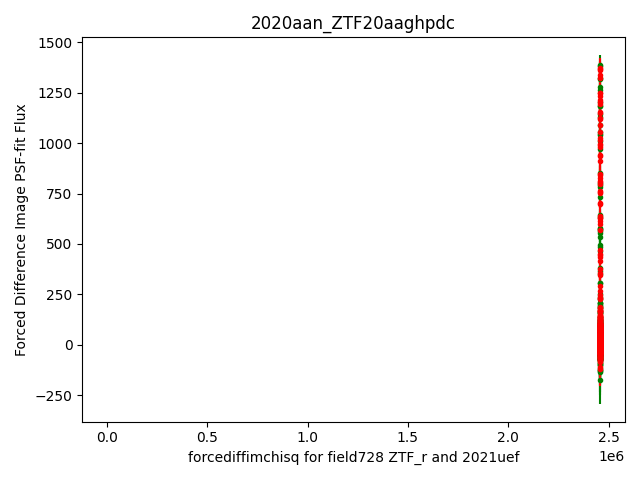 2020aan_ZTF20aaghpdc
1500
1250
1000
750
500
250
0
−250
Forced Difference Image PSF-fit Flux
0.0 0.5 1.0 1.5 2.0 2.5
1e6
forcediffimchisq for field728 ZTF_r and 2021uef